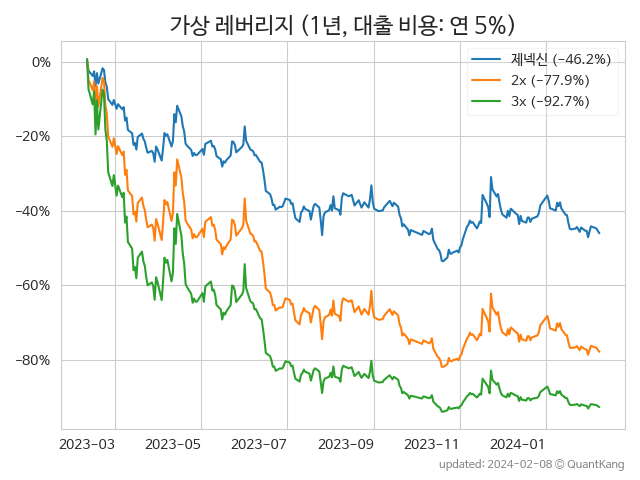 가상 레버리지 (1년, 대출 비용: 연 5%)
제넥신 (−46.2%)
2x (−77.9%)
3x (−92.7%)
0%
−20%
−40%
−60%
−80%
2023−03 2023−05 2023−07 2023−09 2023−11 2024−01
updated: 2024-02-08 © QuantKang